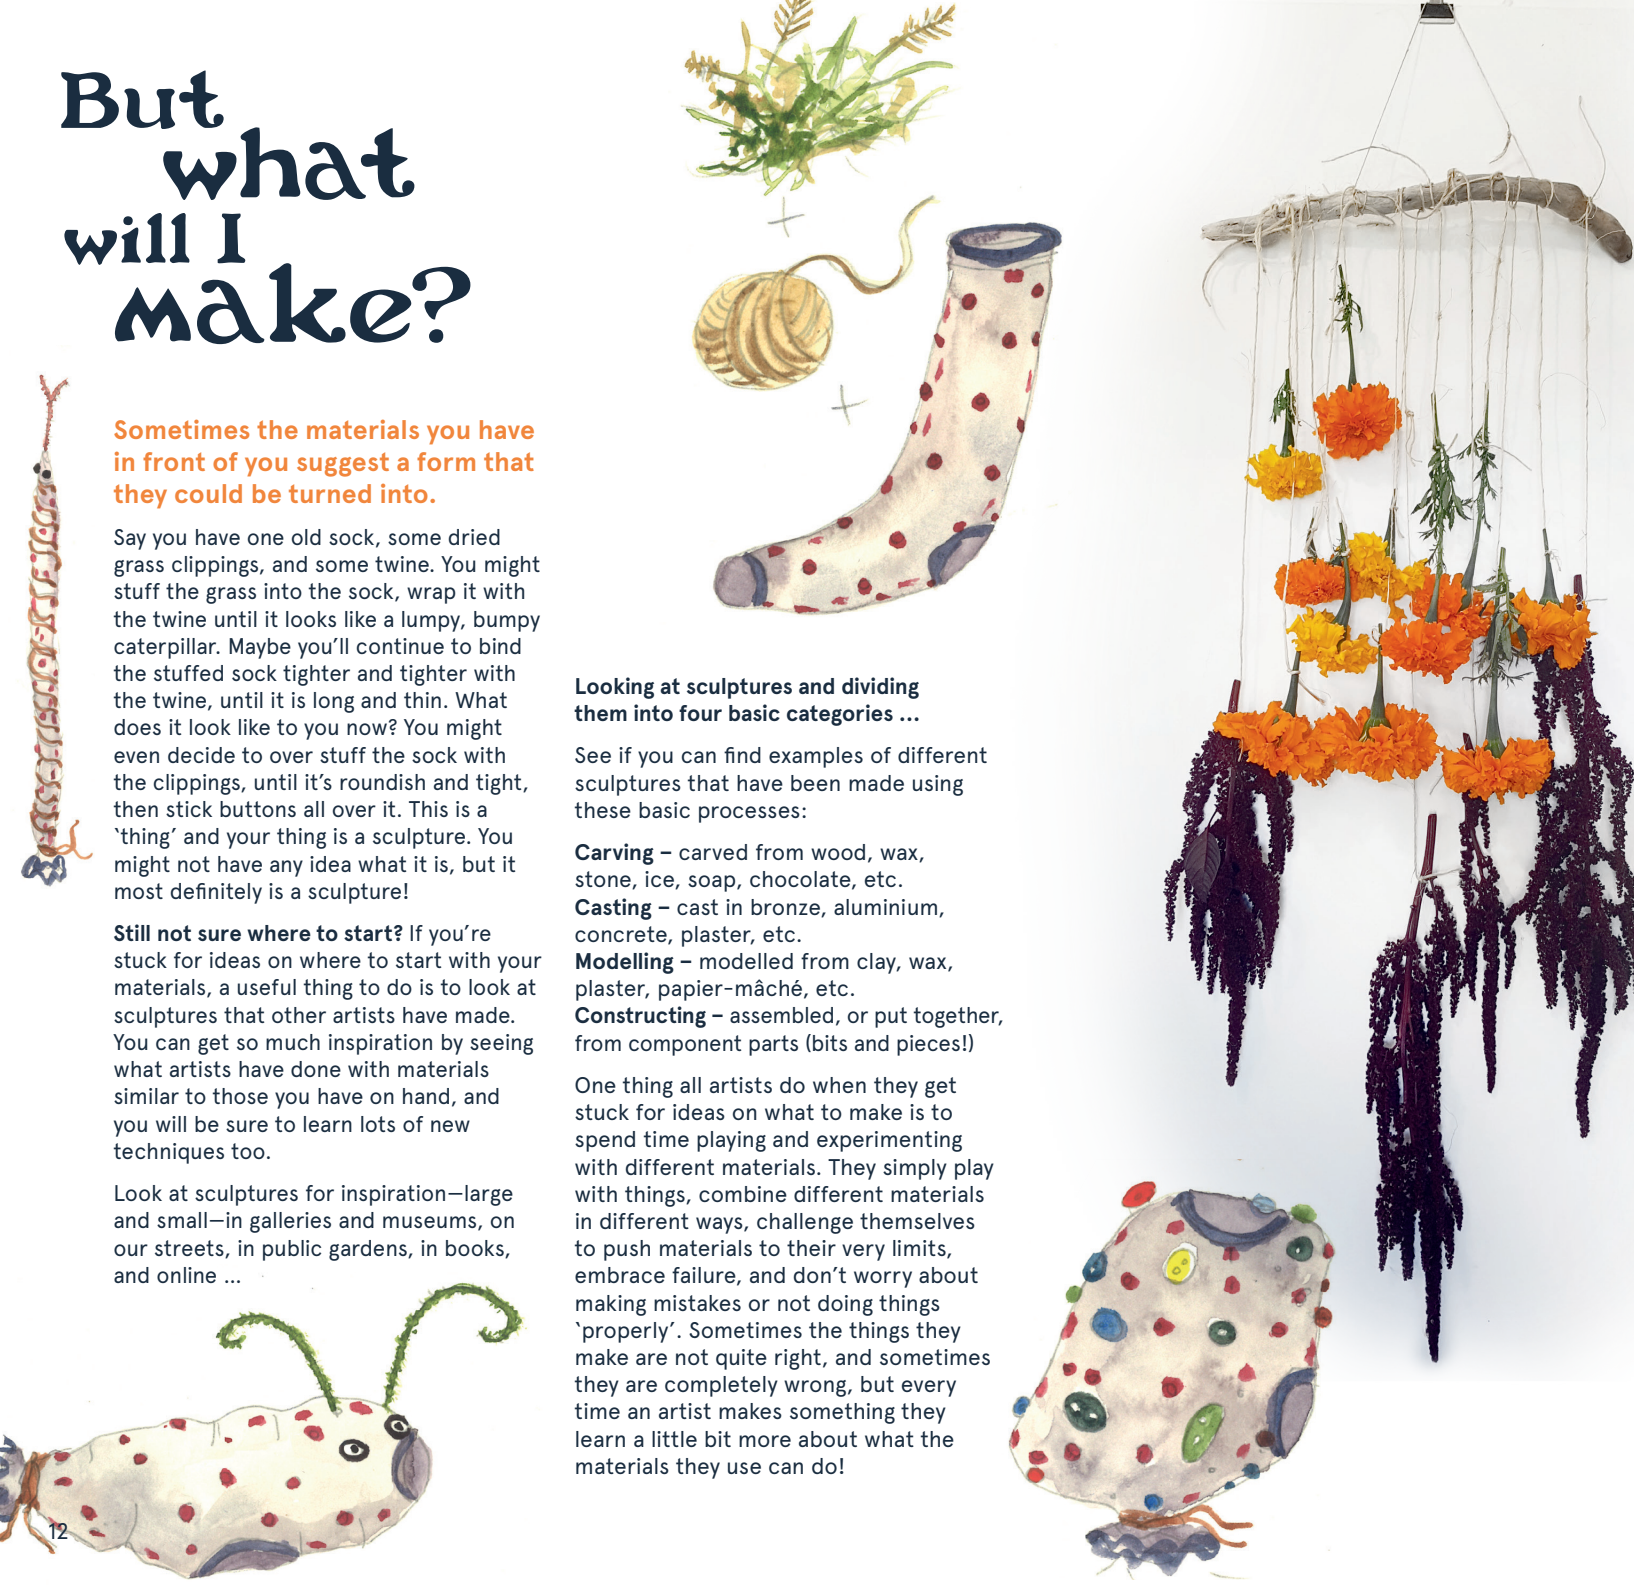 But
what
will I
make?
Sometimes the materials you have
in front of you suggest a form that
they could be turned into.
Say you have one old sock, some dried
grass clippings, and some twine. You might
stuff the grass into the sock, wrap it with
the twine until it looks like a lumpy, bumpy
caterpillar. Maybe you’ll continue to bind
the stuffed sock tighter and tighter with
the twine, until it is long and thin. What
does it look like to you now? You might
even decide to over stuff the sock with
the clippings, until it’s roundish and tight,
then stick buttons all over it. This is a
‘thing’ and your thing is a sculpture. You
might not have any idea what it is, but it
most definitely is a sculpture!
Still not sure where to start? If you’re
stuck for ideas on where to start with your
materials, a useful thing to do is to look at
sculptures that other artists have made.
You can get so much inspiration by seeing
what artists have done with materials
similar to those you have on hand, and
you will be sure to learn lots of new
techniques too.
Look at sculptures for inspiration—large
and small—in galleries and museums, on
our streets, in public gardens, in books,
and online ...
Looking at sculptures and dividing
them into four basic categories ...
See if you can find examples of different
sculptures that have been made using
these basic processes:
Carving – carved from wood, wax,
stone, ice, soap, chocolate, etc.
Casting – cast in bronze, aluminium,
concrete, plaster, etc.
Modelling – modelled from clay, wax,
plaster, papier-mâché, etc.
Constructing – assembled, or put together,
from component parts (bits and pieces!)
One thing all artists do when they get
stuck for ideas on what to make is to
spend time playing and experimenting
with different materials. They simply play
with things, combine different materials
in different ways, challenge themselves
to push materials to their very limits,
embrace failure, and don’t worry about
making mistakes or not doing things
‘properly’. Sometimes the things they
make are not quite right, and sometimes
they are completely wrong, but every
time an artist makes something they
learn a little bit more about what the
materials they use can do!
12